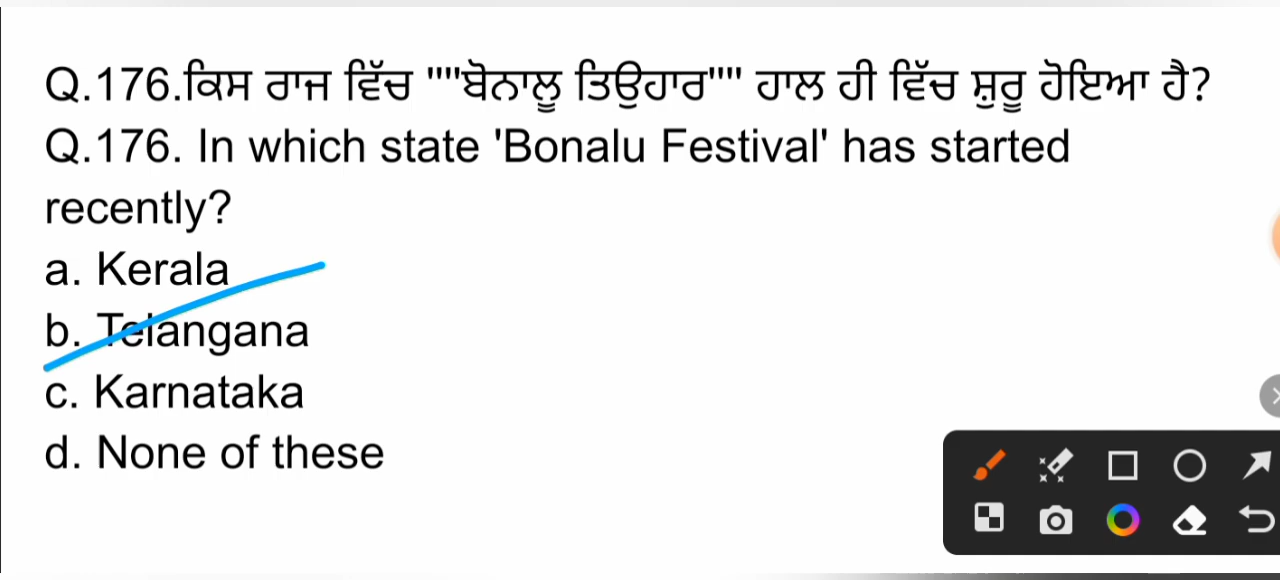 Q.176.ਕਿਸ ਰਾਜ ਵਿੱਚ ""''ਬੋਨਾਲੂ ਤਿਉਹਾਰ"'' ਹਾਲ ਹੀ ਵਿੱਚ ਸ਼ੁਰੂ ਹੋਇਆ ਹੈ?
Q.176. In which state 'Bonalu Festival' has started
recently?
a. Kerala
b. Telangana
c. Karnataka
d. None of these